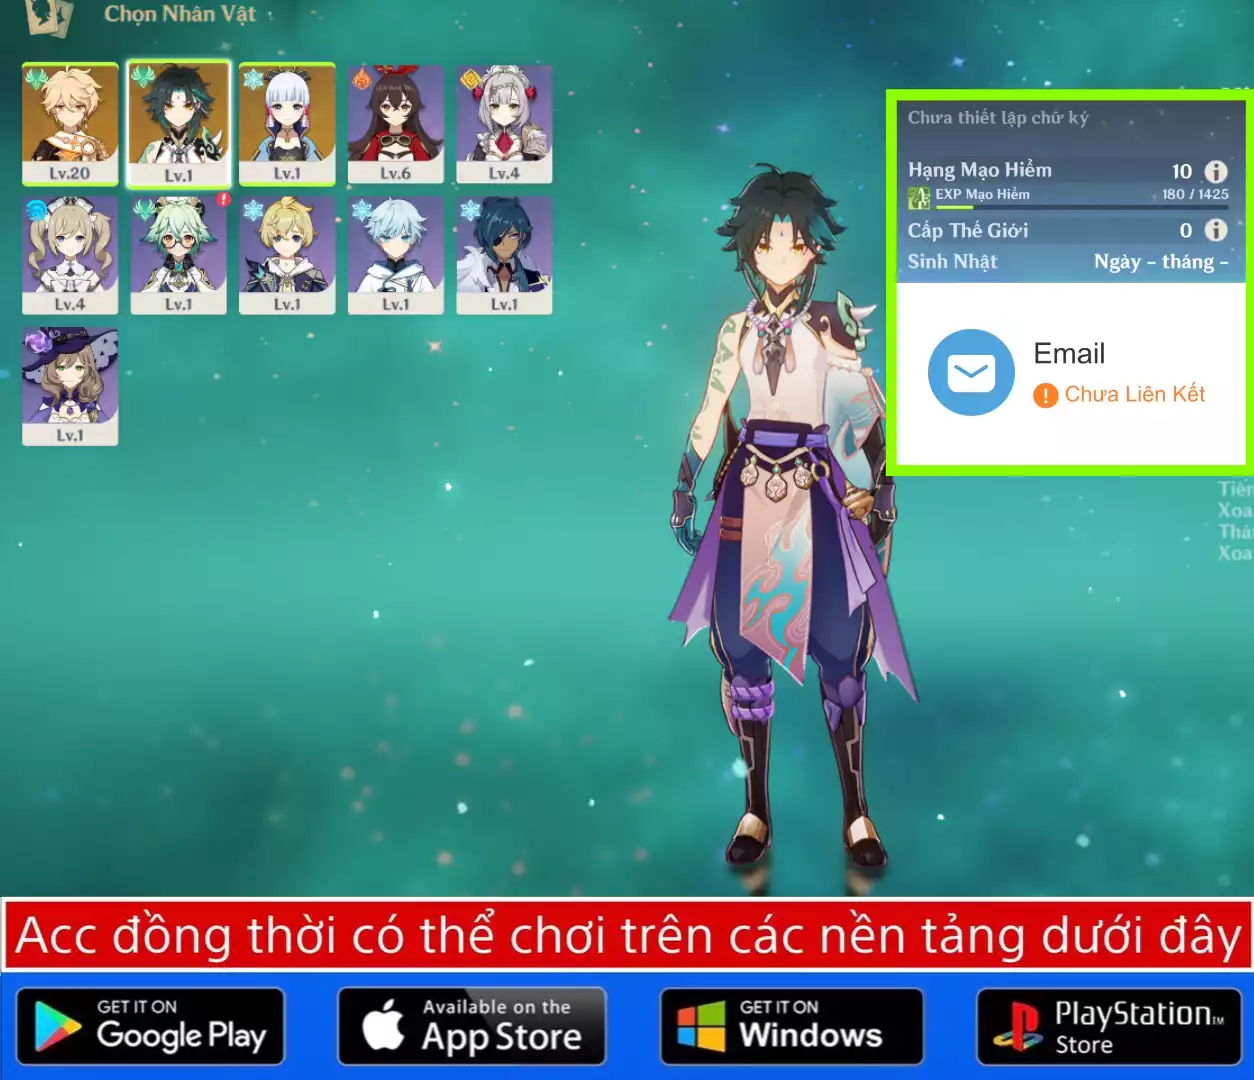 Chọn Nhân Vật
Lv.20
Lv.1
Lv.1
Lv.6
Lv.4
Lv.4
Lv.1
Lv.1
Lv.1
Lv.1
Lv.1
Chưa thiết lập chữ ký
Hạng Mạo Hiểm 10
EXP Mạo Hiểm 180 / 1425
Cấp Thế Giới 0
Sinh Nhật Ngày - tháng -
Email
Chưa Liên Kết
Xoa
Xoa
Acc đồng thời có thể chơi trên các nền tảng dưới đây
GET IT ON
Google Play
Available on the
App Store
GET IT ON
Windows
PlayStation™
Store